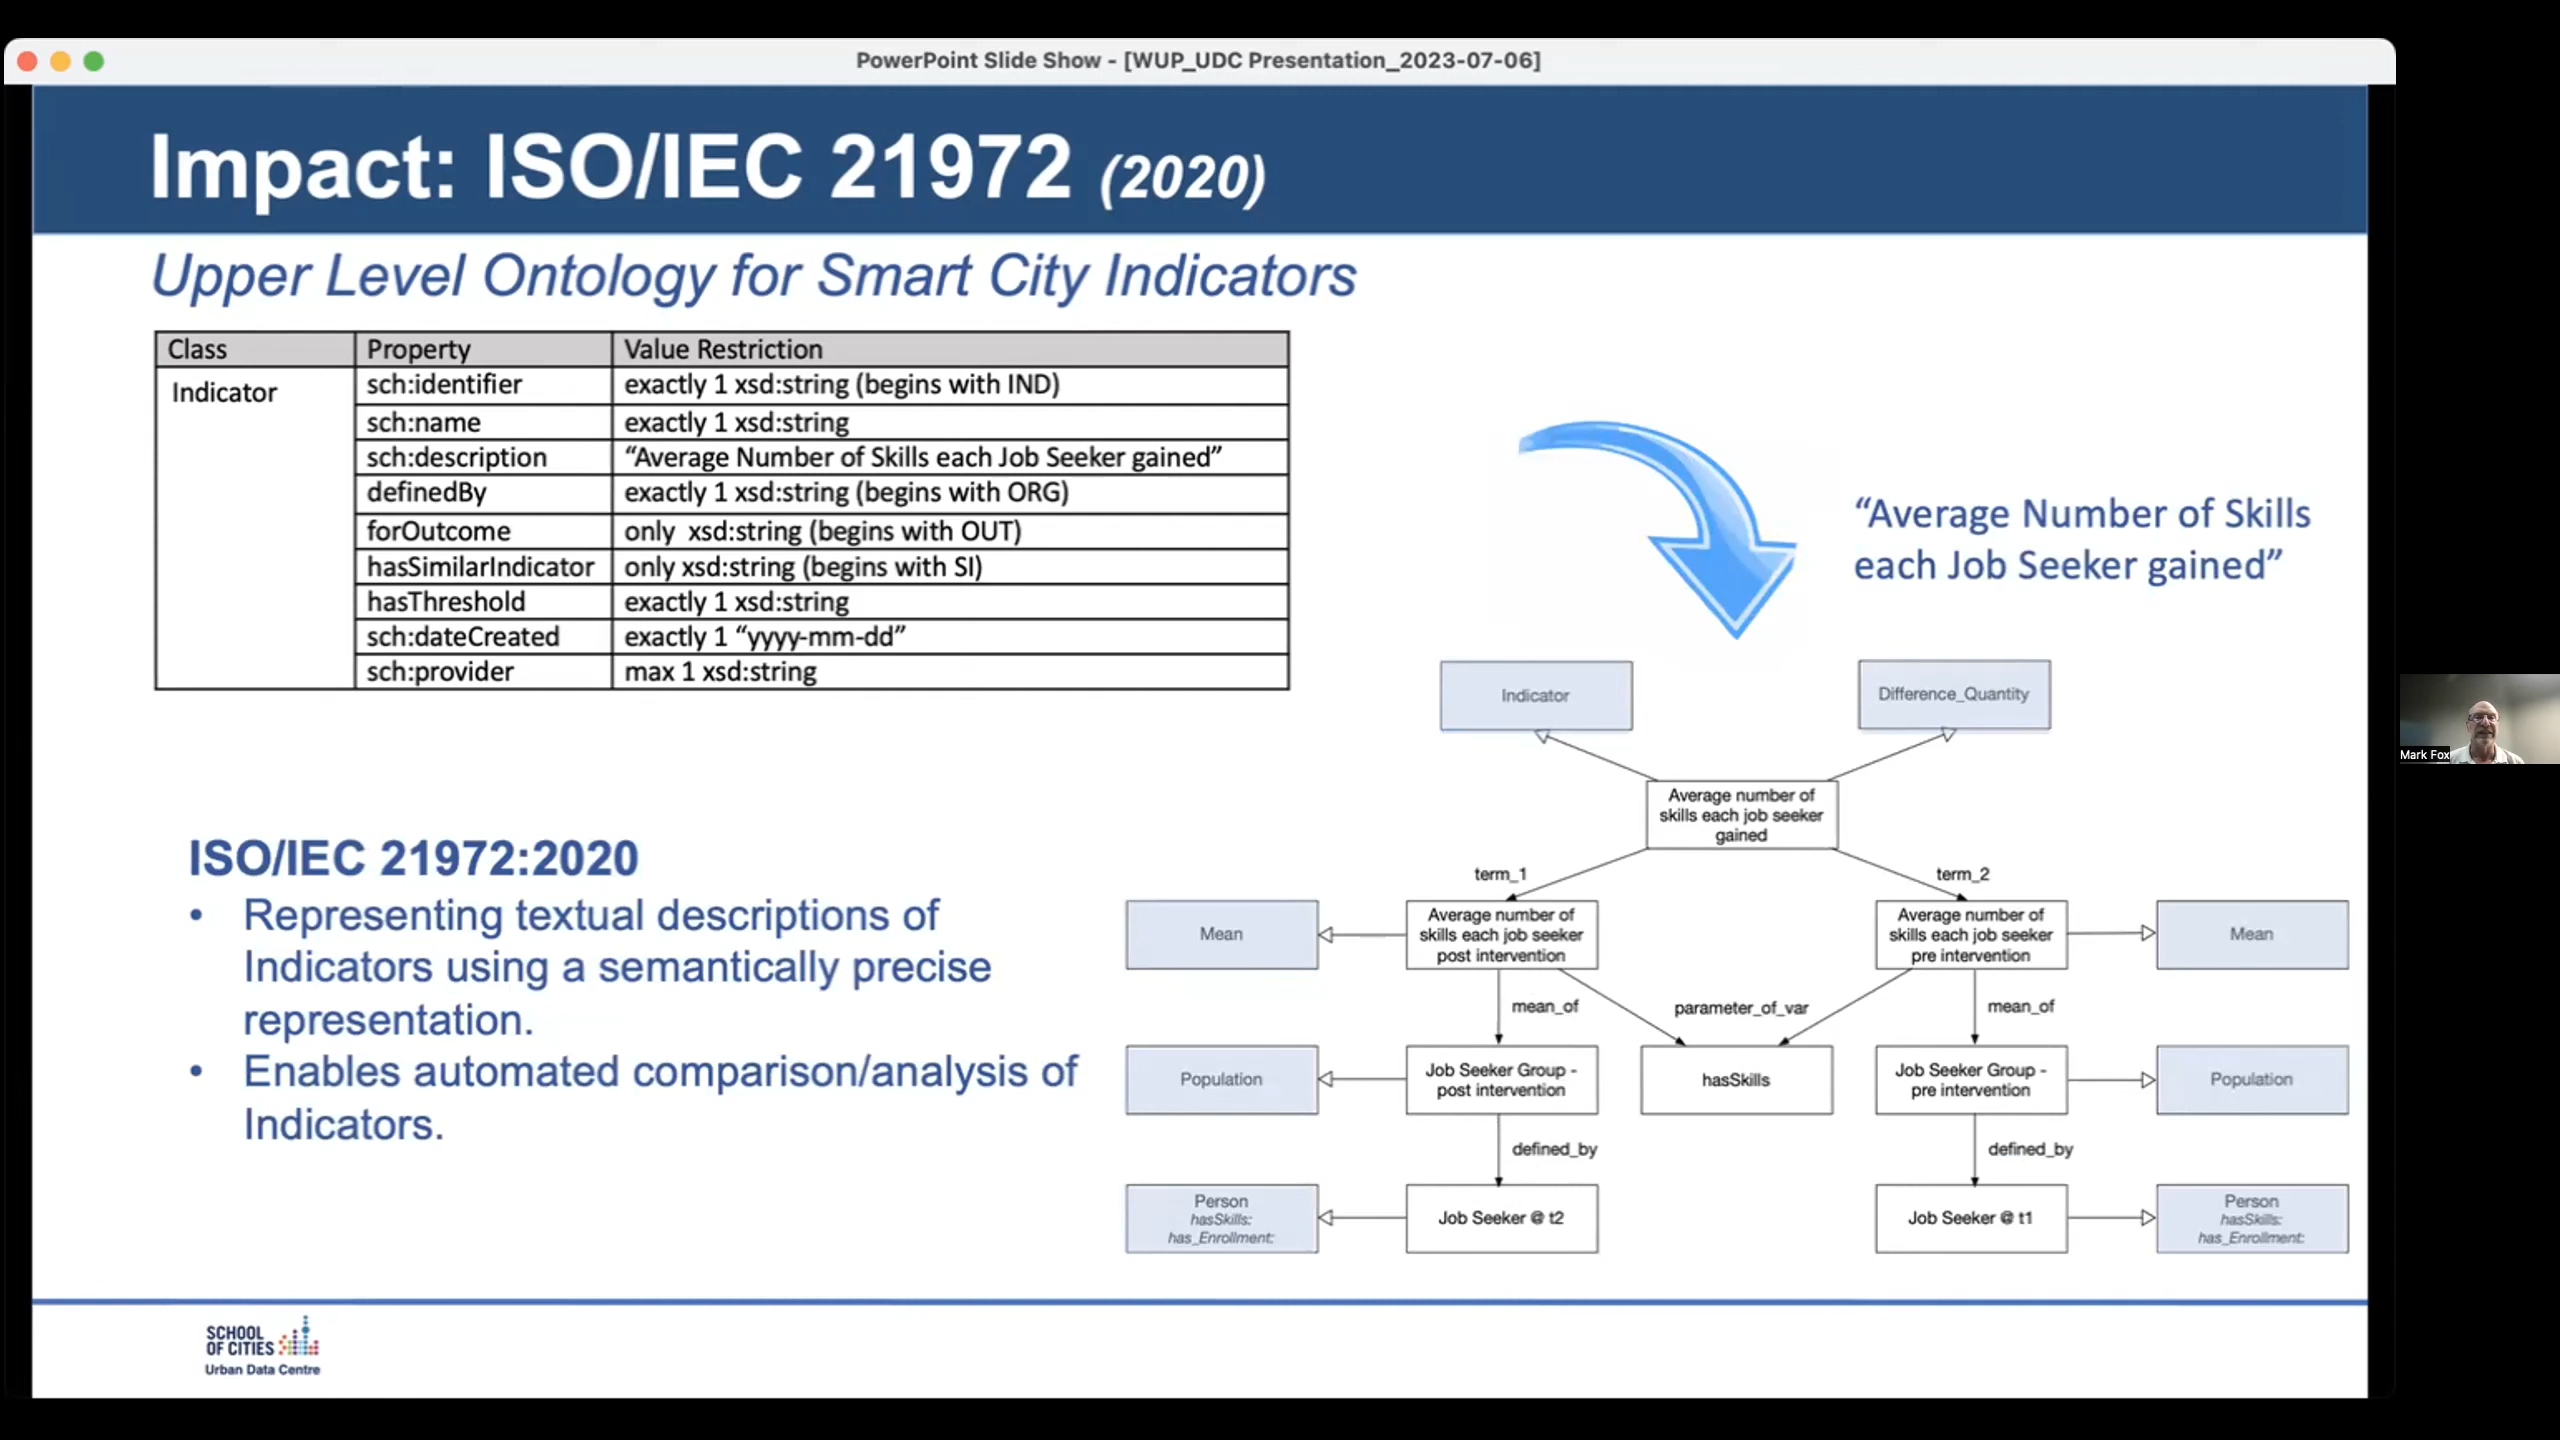 PowerPoint Slide Show - [WUP_UDC Presentation_2023-07-06]
Impact: ISO/IEC 21972 (2020)
Upper Level Ontology for Smart City Indicators
Class Property Value Restriction
Indicator sch:identifier exactly 1 xsd:string (begins with IND)
sch:name exactly 1 xsd:string
sch:description “Average Number of Skills each Job Seeker gained”
definedBy exactly 1 xsd:string (begins with ORG)
forOutcome only xsd:string (begins with OUT)
hasSimilarIndicator only xsd:string (begins with SI)
hasThreshold exactly 1 xsd:string
sch:dateCreated exactly 1 “yyyy-mm-dd”
sch:provider max 1 xsd:string
“Average Number of Skills
each Job Seeker gained”
ISO/IEC 21972:2020
• Representing textual descriptions of
Indicators using a semantically precise
representation.
• Enables automated comparison/analysis of
Indicators.
Indicator
Difference_Quantity
Average number of
skills each job seeker
gained
term_1
term_2
Mean
Average number of
skills each job seeker
post intervention
Average number of
skills each job seeker
pre intervention
Mean
mean_of
parameter_of_var
mean_of
Population
Job Seeker Group -
post intervention
hasSkills
Job Seeker Group -
pre intervention
Population
defined_by
defined_by
Person
hasSkills:
has_Enrollment:
Job Seeker @ t2
Job Seeker @ t1
Person
hasSkills:
has_Enrollment:
SCHOOL
OF CITIES
Urban Data Centre
Mark Fox